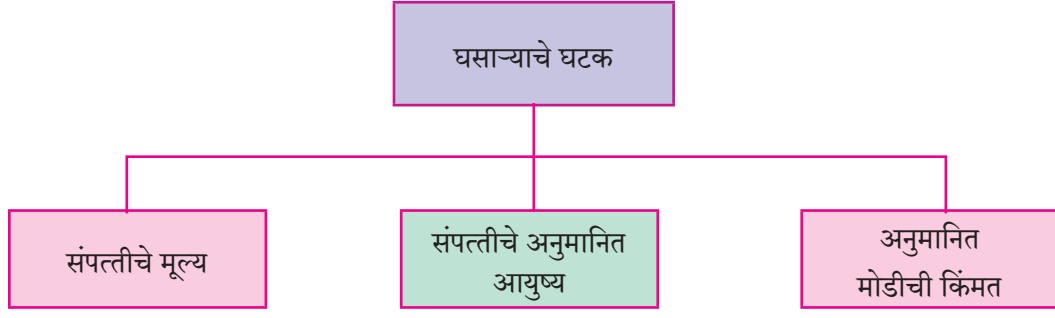 घसाऱ्याचे घटक
संपत्तीचे मूल्य
संपत्तीचे अनुमानित
आयुष्य
अनुमानित
मोडीची किंमत